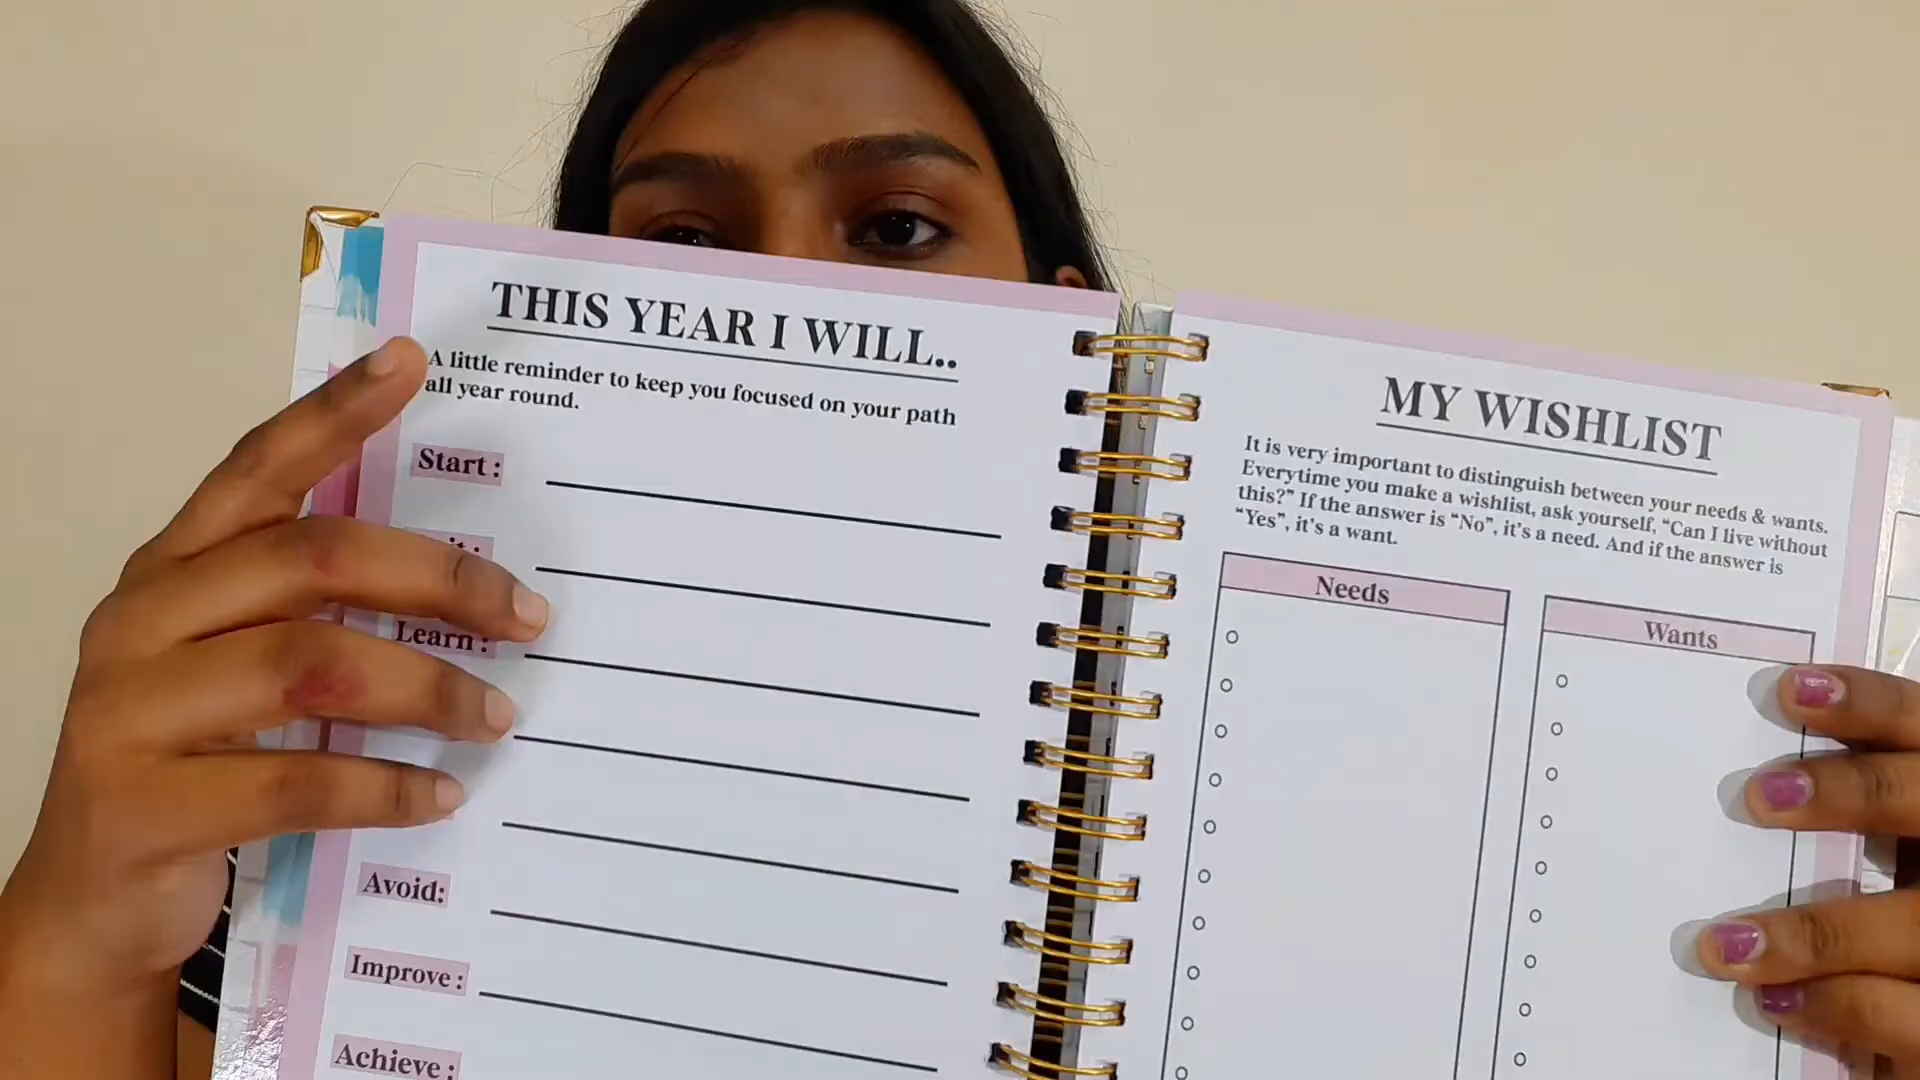 THIS YEAR I WILL..
A little reminder to keep you focused on your path
all year round.
Start :
Learn :
Avoid:
Improve :
Achieve :
MY WISHLIST
It is very important to distinguish between your needs & wants.
Everytime you make a wishlist, ask yourself, “Can I live without
this?” If the answer is “No”, it's a need. And if the answer is
“Yes”, it's a want.
Needs
Wants